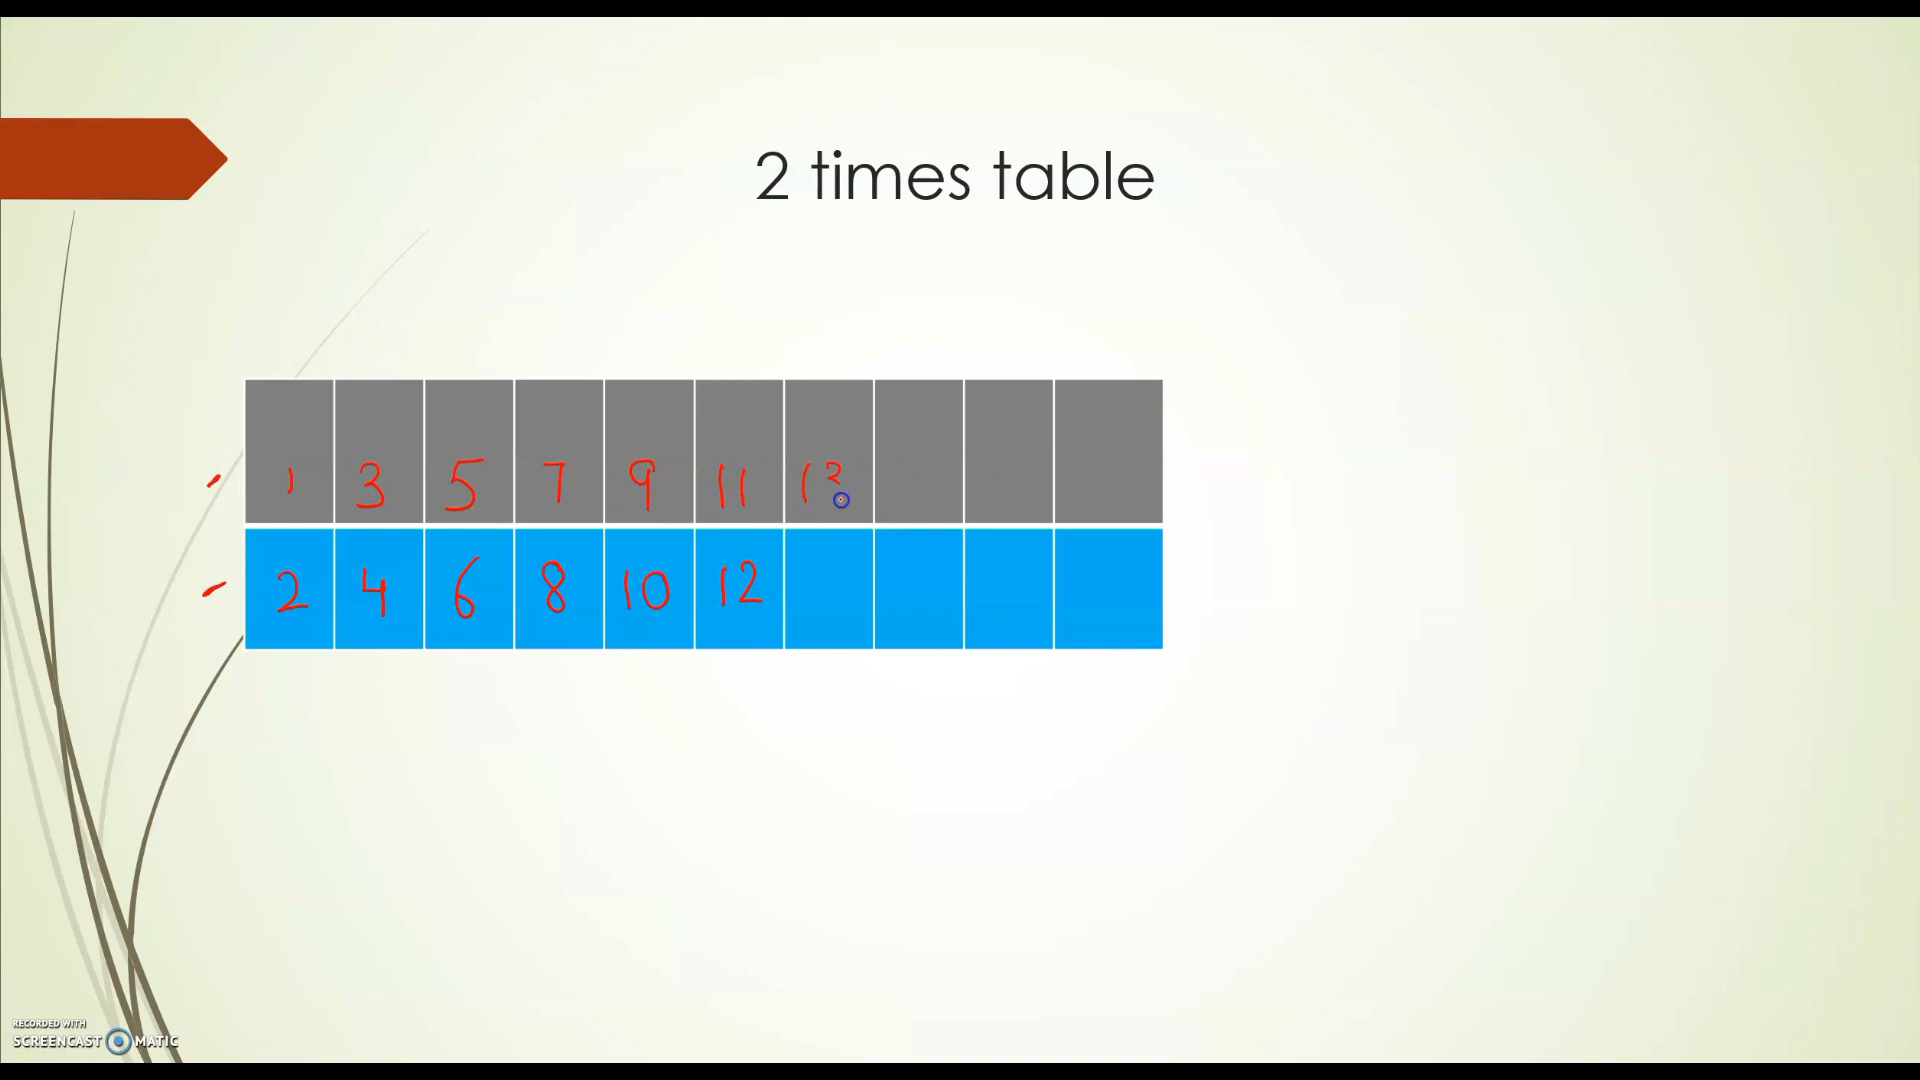 2 times table
1 3 5 7 9 11 13
2 4 6 8 10 12
RECORDED WITH
SCREENCAST MATIC